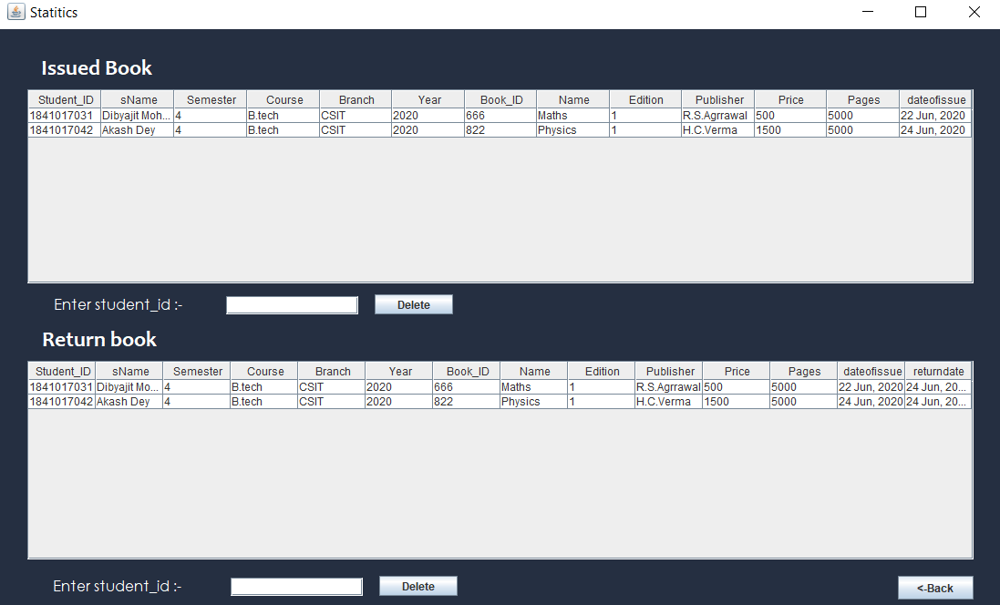 Statitics
Issued Book
Student_ID sName Semester Course Branch Year Book_ID Name Edition Publisher Price Pages dateofissue
1841017031 Dibyajit Moh... 4 B.tech CSIT 2020 666 Maths 1 R.S.Agrrawal 500 5000 22 Jun, 2020
1841017042 Akash Dey 4 B.tech CSIT 2020 822 Physics 1 H.C.Verma 1500 5000 24 Jun, 2020
Enter student_id :- Delete
Return book
Student_ID sName Semester Course Branch Year Book_ID Name Edition Publisher Price Pages dateofissue returndate
1841017031 Dibyajit Mo... 4 B.tech CSIT 2020 666 Maths 1 R.S.Agrrawal 500 5000 22 Jun, 2020 24 Jun, 20...
1841017042 Akash Dey 4 B.tech CSIT 2020 822 Physics 1 H.C.Verma 1500 5000 24 Jun, 2020 24 Jun, 20...
Enter student_id :- Delete <-Back